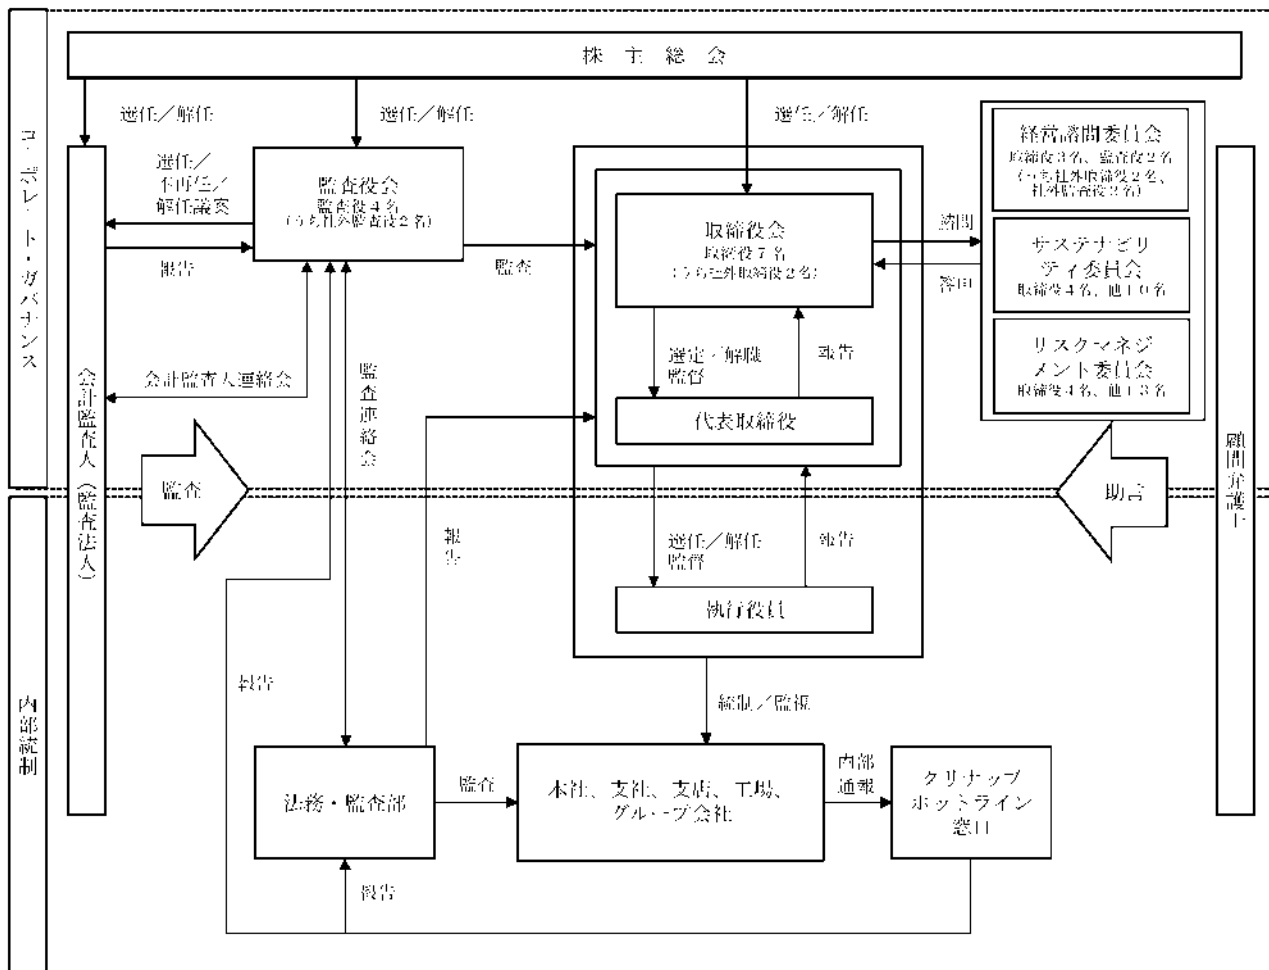 コーポレート・ガバナンス
株主総会
選任/解任
選任/解任
選任/解任
選任/
不再任/
解任議案
報告
監査役会
監査役4名
(うち社外監査役2名)
監査
取締役会
取締役7名
(うち社外取締役2名)
諮問
答申
経営諮問委員会
取締役3名、監査役2名
(うち社外取締役2名、
社外監査役2名)
サステナビリ
ティ委員会
取締役4名、他10名
リスクマネジ
メント委員会
取締役4名、他13名
選定/解職
監督
報告
代表取締役
会計監査人連絡会
監査連絡会
会計監査人(監査法人)
監査
助言
顧問弁護士
報告
選任/解任
監督
報告
執行役員
内部統制
報告
統制/監視
法務・監査部
監査
本社、支社、支店、工場、
グループ会社
内部
通報
クリナップ
ホットライン
窓口
報告